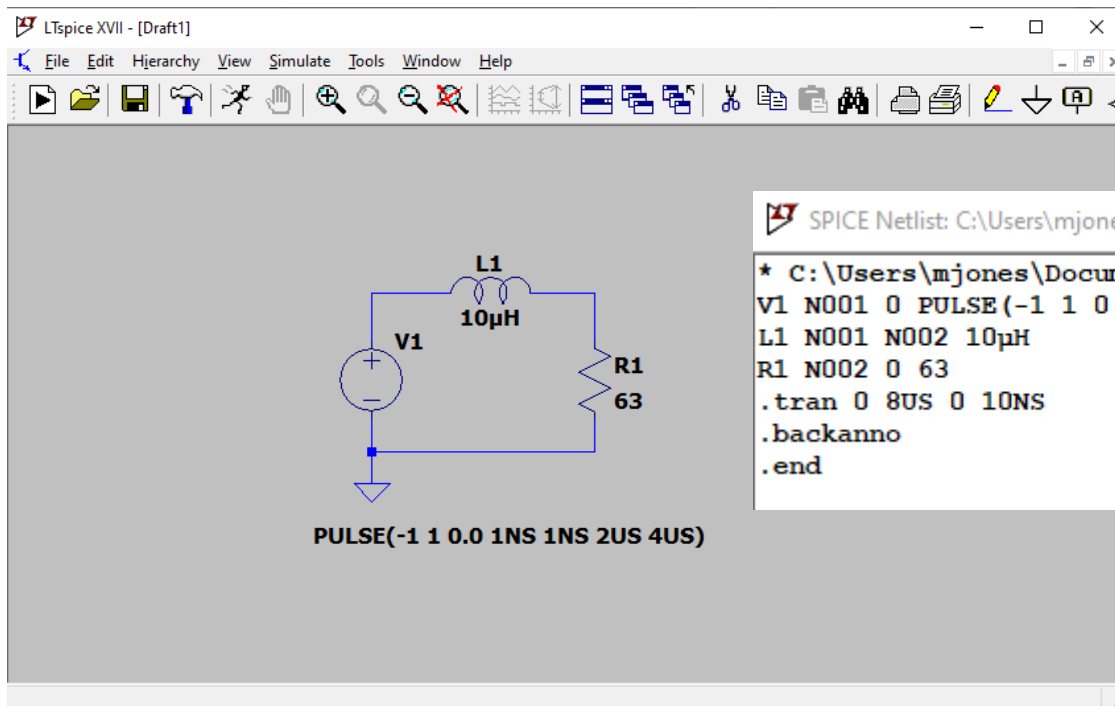 LTspice XVII - [Draft1]
File Edit Hierarchy View Simulate Tools Window Help
SPICE Netlist: C:\Users\mjone
* C:\Users\mjones\Docum
V1 N001 0 PULSE(-1 1 0
L1 N001 N002 10µH
R1 N002 0 63
.tran 0 8US 0 10NS
.backanno
.end
L1
10µH
V1
R1
63
PULSE(-1 1 0.0 1NS 1NS 2US 4US)